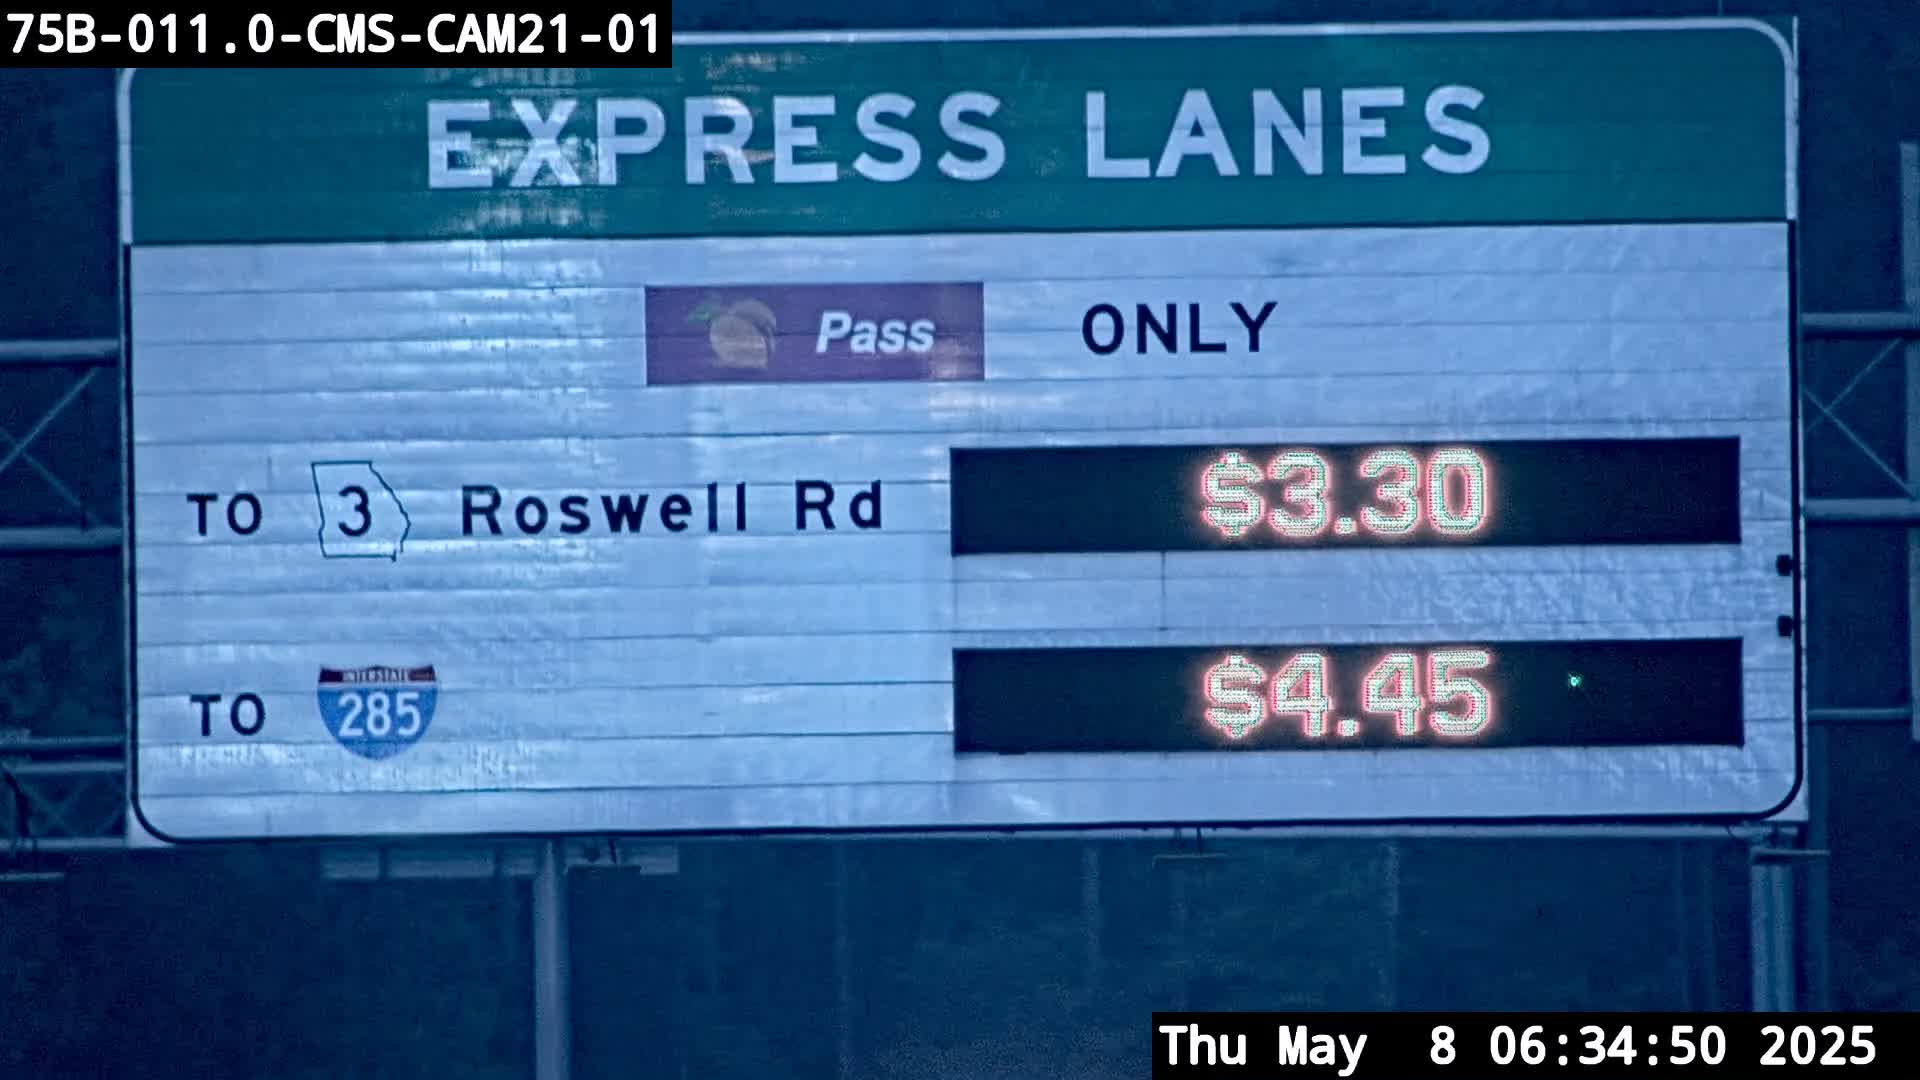 75B-011.0-CMS-CAM21-01
EXPRESS LANES
Pass ONLY
TO 3 Roswell Rd $3.30
TO INTERSTATE 285 $4.45
Thu May 8 06:34:50 2025